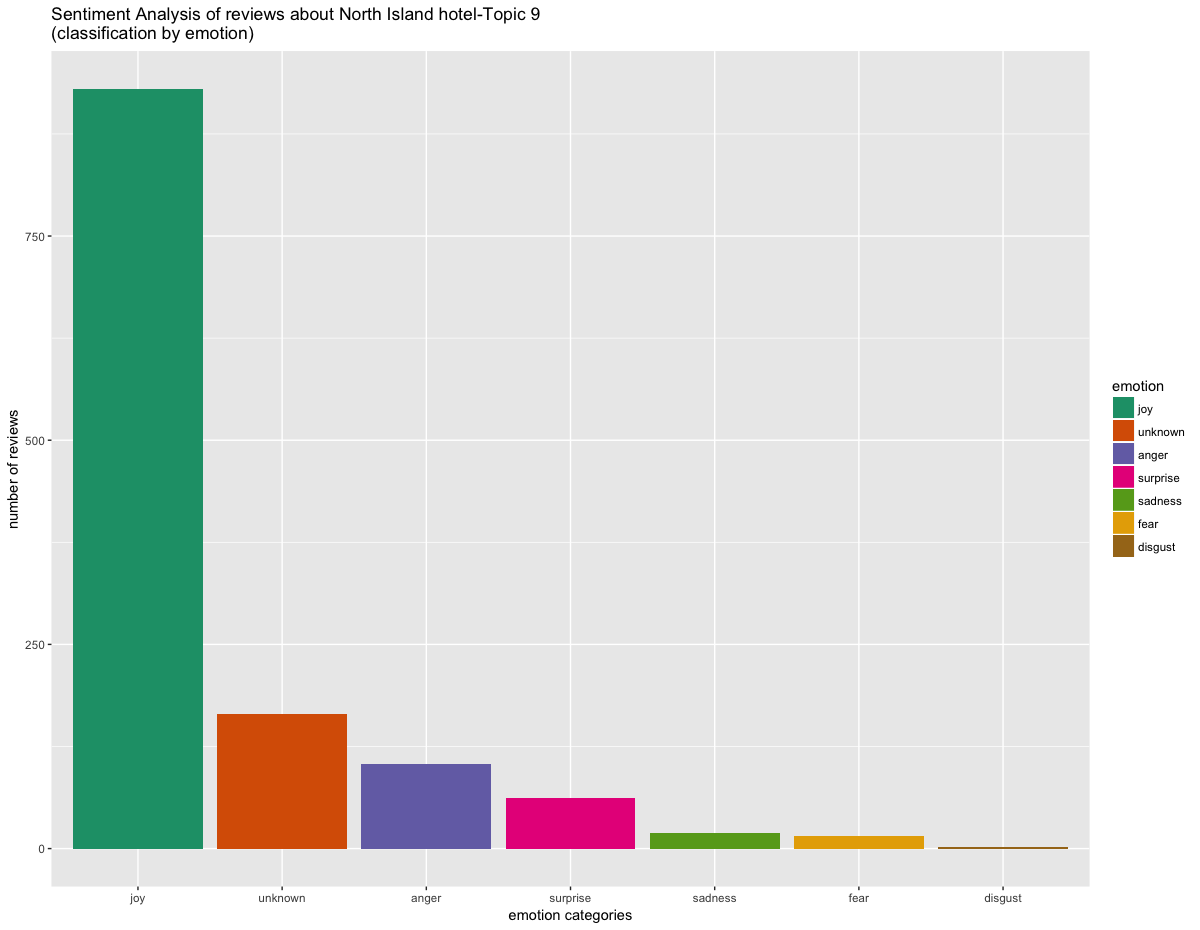 Sentiment Analysis of reviews about North Island hotel-Topic 9
(classification by emotion)
number of reviews
750
500
250
0
joy
unknown
anger
surprise
sadness
fear
disgust
emotion categories
emotion
joy
unknown
anger
surprise
sadness
fear
disgust